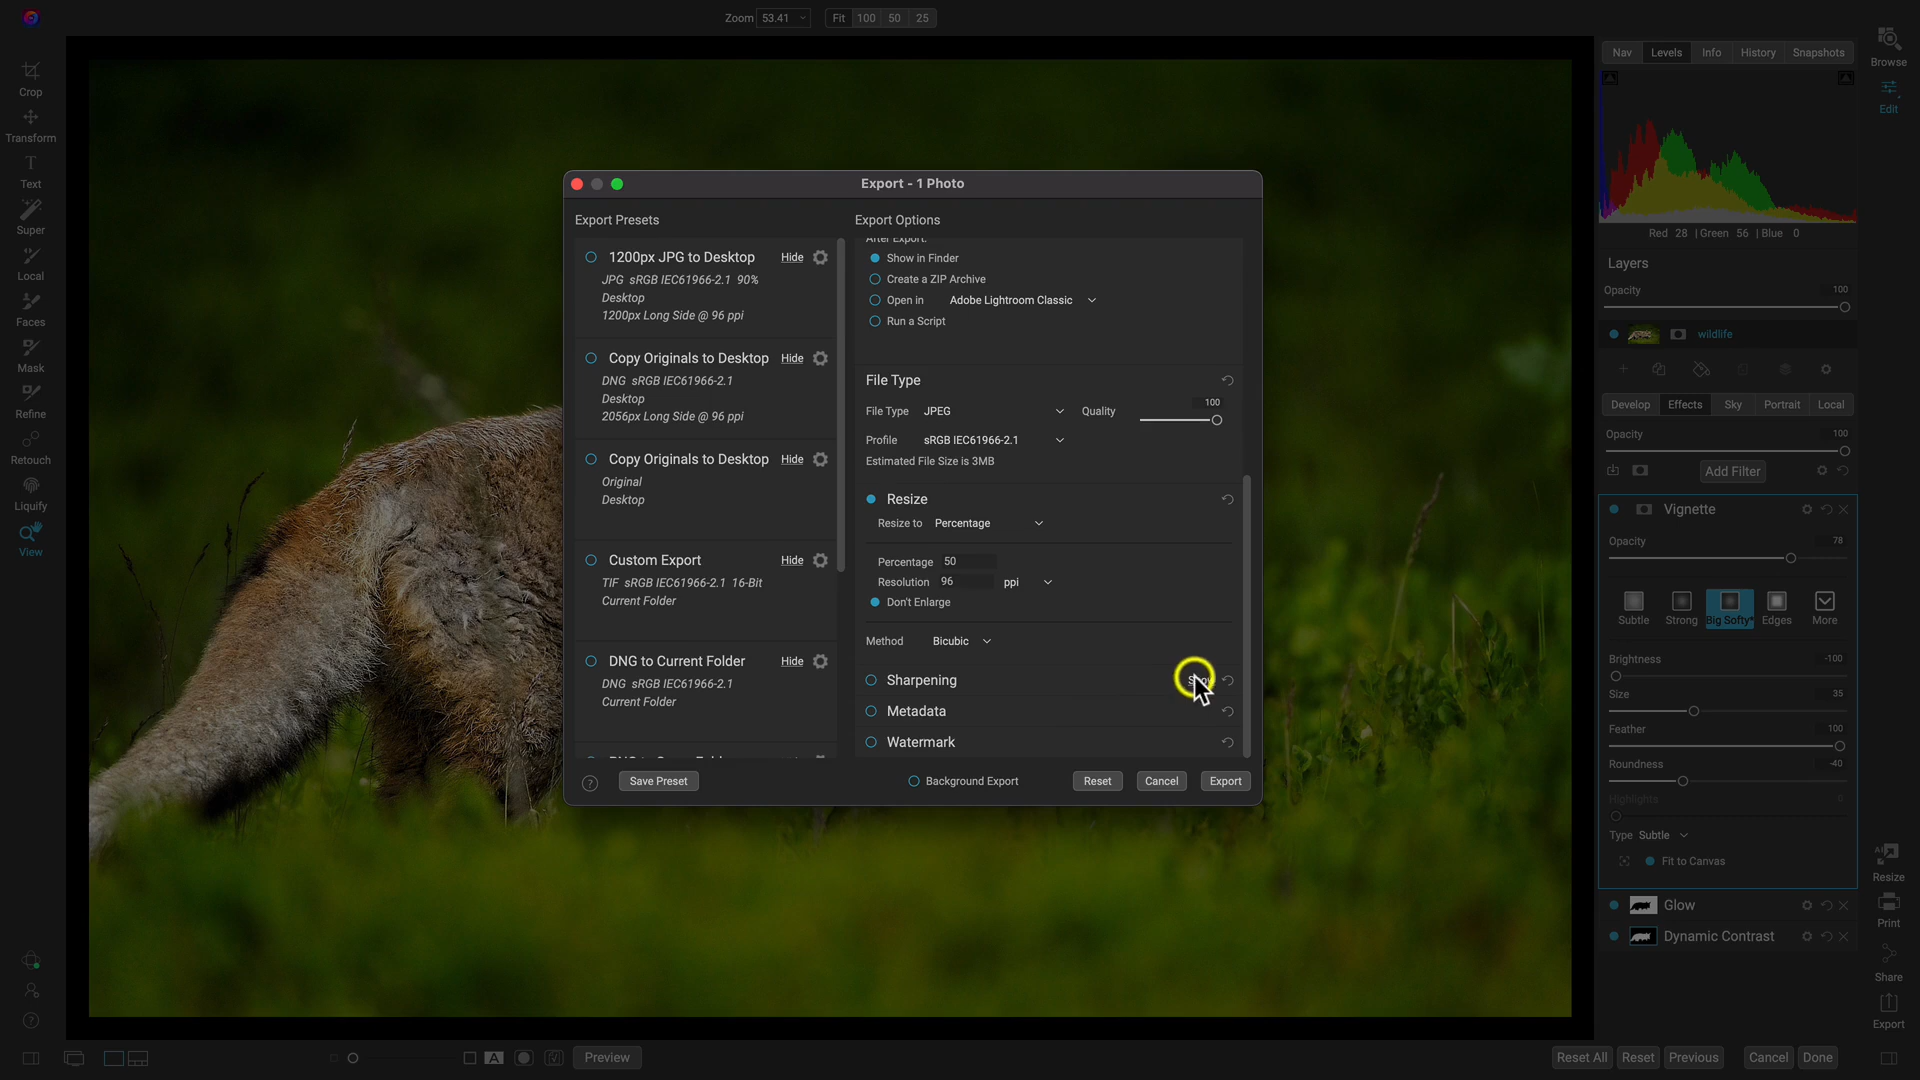 Zoom 53.41 Fit 100 50 25
Crop
Transform
Text
Super
Local
Faces
Mask
Refine
Retouch
Liquify
View
Export - 1 Photo
Export Presets
1200px JPG to Desktop Hide
JPG sRGB IEC61966-2.1 90%
Desktop
1200px Long Side @ 96 ppi
Copy Originals to Desktop Hide
DNG sRGB IEC61966-2.1
Desktop
2056px Long Side @ 96 ppi
Copy Originals to Desktop Hide
Original
Desktop
Custom Export Hide
TIF sRGB IEC61966-2.1 16-Bit
Current Folder
DNG to Current Folder Hide
DNG sRGB IEC61966-2.1
Current Folder
Save Preset
Export Options
After Export:
Show in Finder
Create a ZIP Archive
Open in Adobe Lightroom Classic
Run a Script
File Type
File Type JPEG Quality 100
Profile sRGB IEC61966-2.1
Estimated File Size is 3MB
Resize
Resize to Percentage
Percentage 50
Resolution 96 ppi
Don't Enlarge
Method Bicubic
Sharpening
Metadata
Watermark
Background Export Reset Cancel Export
Nav Levels Info History Snapshots
Red 28 | Green 56 | Blue 0
Layers
Opacity 100
wildlife
Develop Effects Sky Portrait Local
Opacity 100
Add Filter
Vignette
Opacity 78
Subtle Strong Big Softy* Edges More
Brightness -100
Size 35
Feather 100
Roundness -40
Highlights 0
Type Subtle
Fit to Canvas
Glow
Dynamic Contrast
Browse
Edit
AI
Resize
Print
Share
Export
A Preview
Reset All Reset Previous Cancel Done